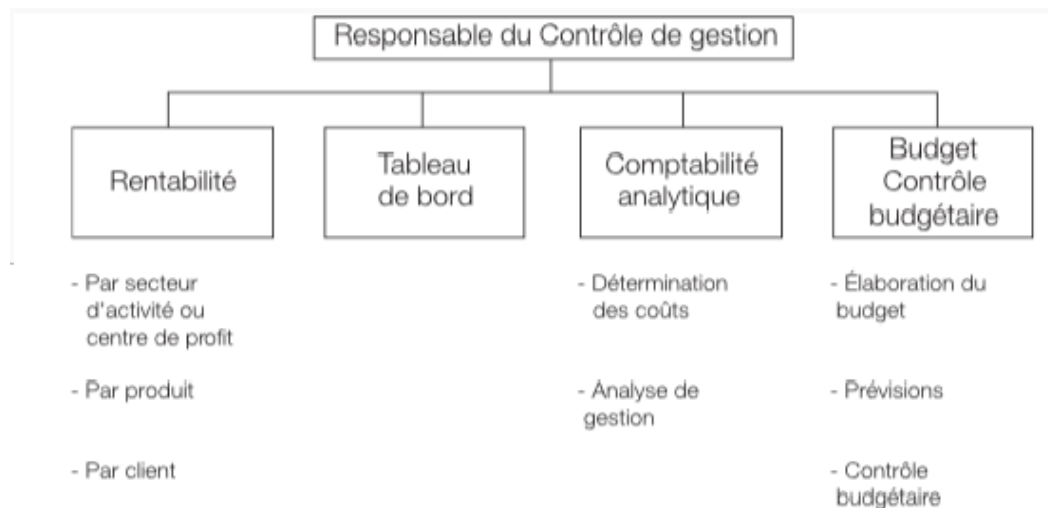 Responsable du Contrôle de gestion
Rentabilité
Tableau
de bord
Comptabilité
analytique
Budget
Contrôle
budgétaire
- Par secteur
d'activité ou
centre de profit
- Par produit
- Par client
- Détermination
des coûts
- Analyse de
gestion
- Élaboration du
budget
- Prévisions
- Contrôle
budgétaire